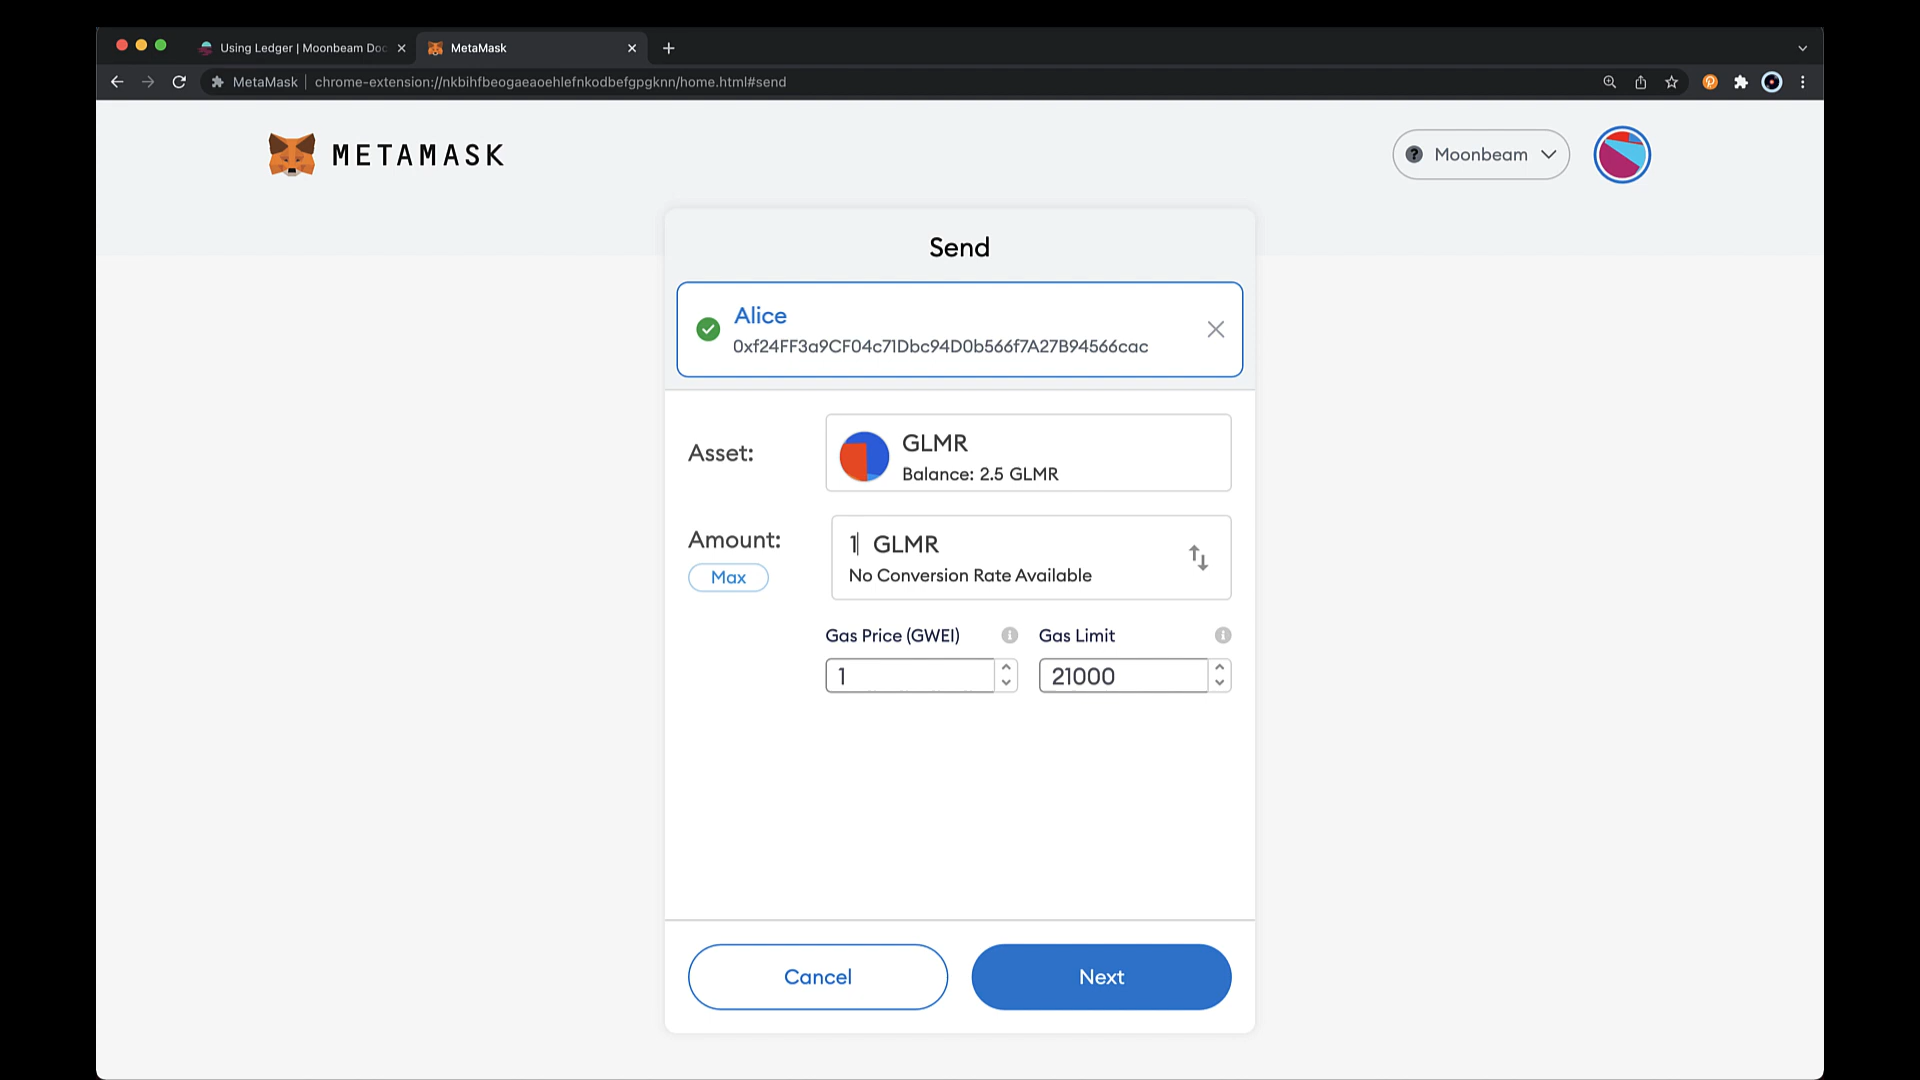 Using Ledger | Moonbeam Doc
MetaMask
MetaMask | chrome-extension://nkbihfbeogaeaoehlefnkodbefgpgknn/home.html#send
METAMASK
Moonbeam
Send
Alice
0xf24FF3a9CF04c71Dbc94D0b566f7A27B94566cac
Asset:
GLMR
Balance: 2.5 GLMR
Amount:
Max
1 GLMR
No Conversion Rate Available
Gas Price (GWEI)
Gas Limit
1
21000
Cancel
Next